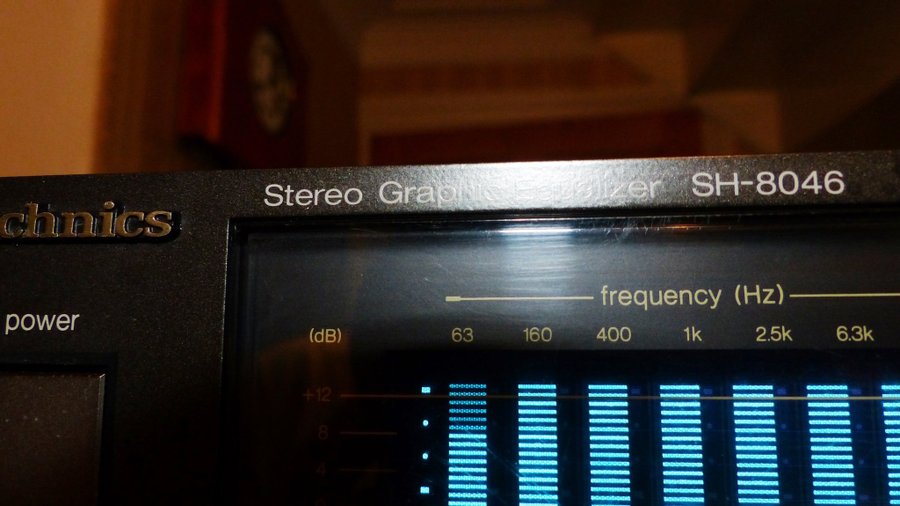 Stereo Graphic Equalizer SH-8046
chnics
frequency (Hz)
power
(dB) 63 160 400 1k 2.5k 6.3k
+12
8
4